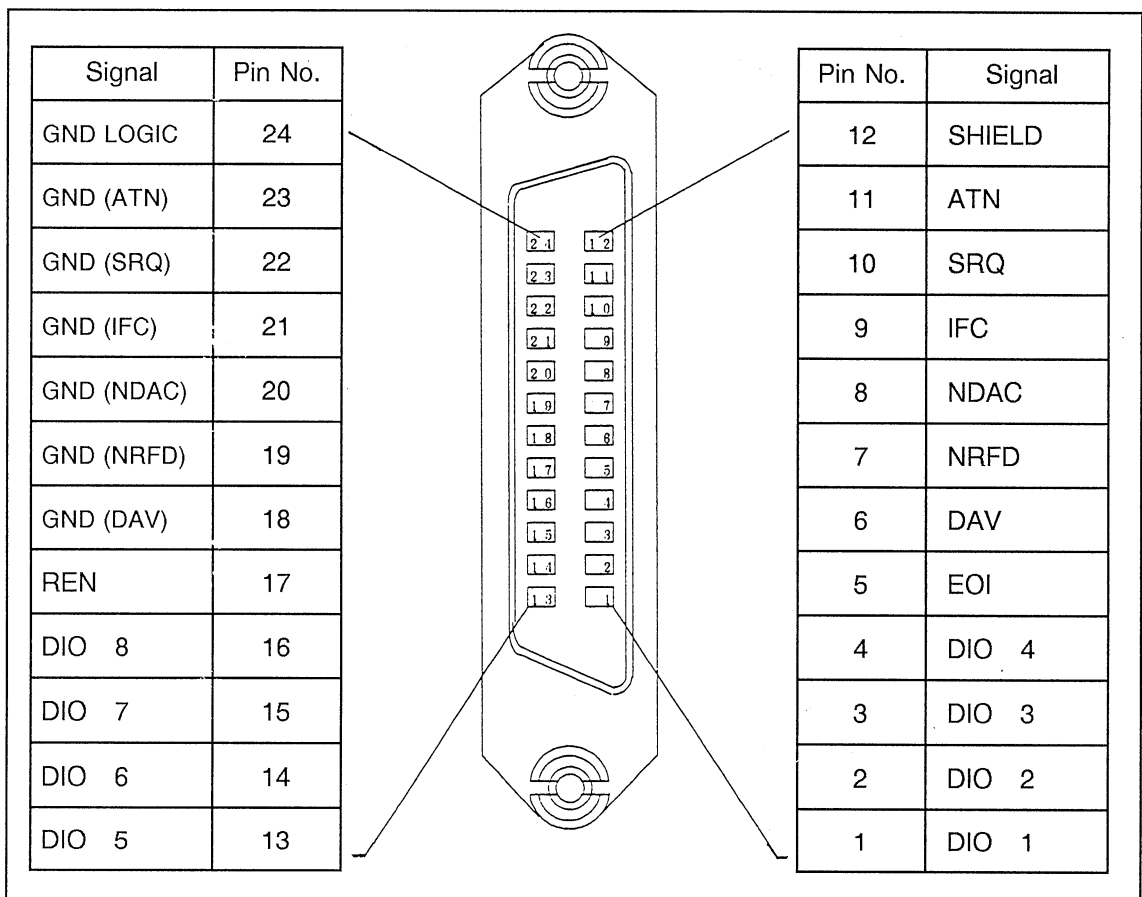 Signal Pin No.
GND LOGIC 24
GND (ATN) 23
GND (SRQ) 22
GND (IFC) 21
GND (NDAC) 20
GND (NRFD) 19
GND (DAV) 18
REN 17
DIO 8 16
DIO 7 15
DIO 6 14
DIO 5 13
24 12
23 11
22 10
21 9
20 8
19 7
18 6
17 5
16 4
15 3
14 2
13 1
Pin No. Signal
12 SHIELD
11 ATN
10 SRQ
9 IFC
8 NDAC
7 NRFD
6 DAV
5 EOI
4 DIO 4
3 DIO 3
2 DIO 2
1 DIO 1